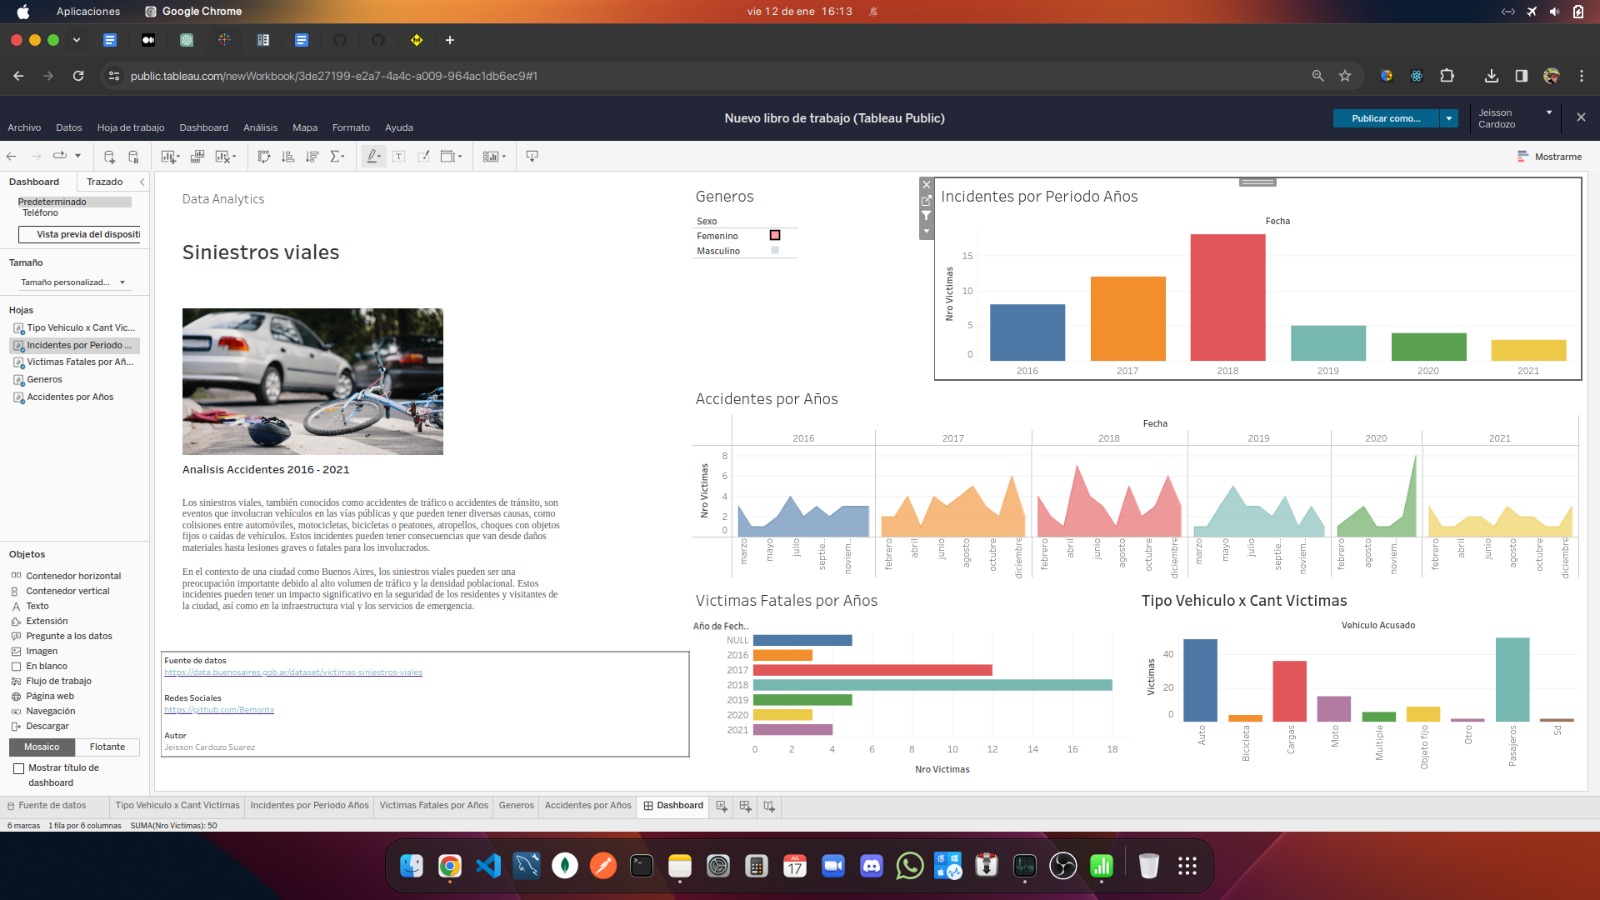 Aplicaciones
Google Chrome
vie 12 de ene 16:13
public.tableau.com/newWorkbook/3de27199-e2a7-4a4c-a009-964ac1db6ec9#1
Nuevo libro de trabajo (Tableau Public)
Publicar como...
Jeisson
Cardozo
Archivo
Datos
Hoja de trabajo
Dashboard
Análisis
Mapa
Formato
Ayuda
Mostrarme
Dashboard
Trazado
Predeterminado
Teléfono
Vista previa del dispositi
Tamaño
Tamaño personalizad...
Hojas
Tipo Vehiculo x Cant Vic...
Incidentes por Periodo ...
Victimas Fatales por Añ...
Generos
Accidentes por Años
Objetos
Contenedor horizontal
Contenedor vertical
Texto
Extensión
Pregunte a los datos
Imagen
En blanco
Flujo de trabajo
Página web
Navegación
Descargar
Mosaico
Flotante
Mostrar título de
dashboard
Data Analytics
Siniestros viales
Analisis Accidentes 2016 - 2021
Los siniestros viales, también conocidos como accidentes de tráfico o accidentes de tránsito, son
eventos que involucran vehículos en las vías públicas y que pueden tener diversas causas, como
colisiones entre automóviles, motocicletas, bicicletas o peatones, atropellos, choques con objetos
fijos o caídas de vehículos. Estos incidentes pueden tener consecuencias que van desde daños
materiales hasta lesiones graves o fatales para los involucrados.
En el contexto de una ciudad como Buenos Aires, los siniestros viales pueden ser una
preocupación importante debido al alto volumen de tráfico y la densidad poblacional. Estos
incidentes pueden tener un impacto significativo en la seguridad de los residentes y visitantes de
la ciudad, así como en la infraestructura vial y los servicios de emergencia.
Fuente de datos
https://data.buenosaires.gob.ar/dataset/victimas-siniestros-viales
Redes Sociales
https://github.com/Bemontx
Autor
Jeisson Cardozo Suarez
Generos
Sexo
Femenino
Masculino
Incidentes por Periodo Años
Fecha
Nro Victimas
15
10
5
0
2016 2017 2018 2019 2020 2021
Accidentes por Años
Fecha
2016 2017 2018 2019 2020 2021
Nro Victimas
8
6
4
2
0
marzo mayo julio septie.. noviem.. febrero abril junio agosto octubre diciembre febrero abril junio agosto octubre diciembre marzo mayo julio septie.. noviem.. marzo agosto noviem.. febrero abril junio agosto octubre diciembre
Victimas Fatales por Años
Año de Fech..
NULL
2016
2017
2018
2019
2020
2021
0 2 4 6 8 10 12 14 16 18
Nro Victimas
Tipo Vehiculo x Cant Victimas
Vehiculo Acusado
Victimas
40
20
0
Auto Bicicleta Cargas Moto Multiple Objeto fijo Otro Pasajeros Sd
Fuente de datos
Tipo Vehiculo x Cant Victimas
Incidentes por Periodo Años
Victimas Fatales por Años
Generos
Accidentes por Años
Dashboard
6 marcas 1 fila por 6 columnas SUMA(Nro Victimas): 50
JUL
17